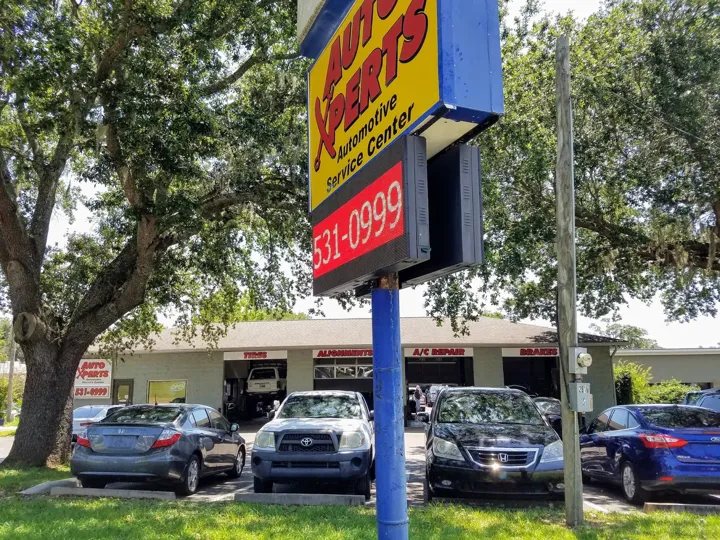 AUTO
XPERTS
Automotive
Service Center
531-0999
TIRES
ALIGNMENTS
A/C REPAIR
BRAKES
AUTO
XPERTS
531-0999